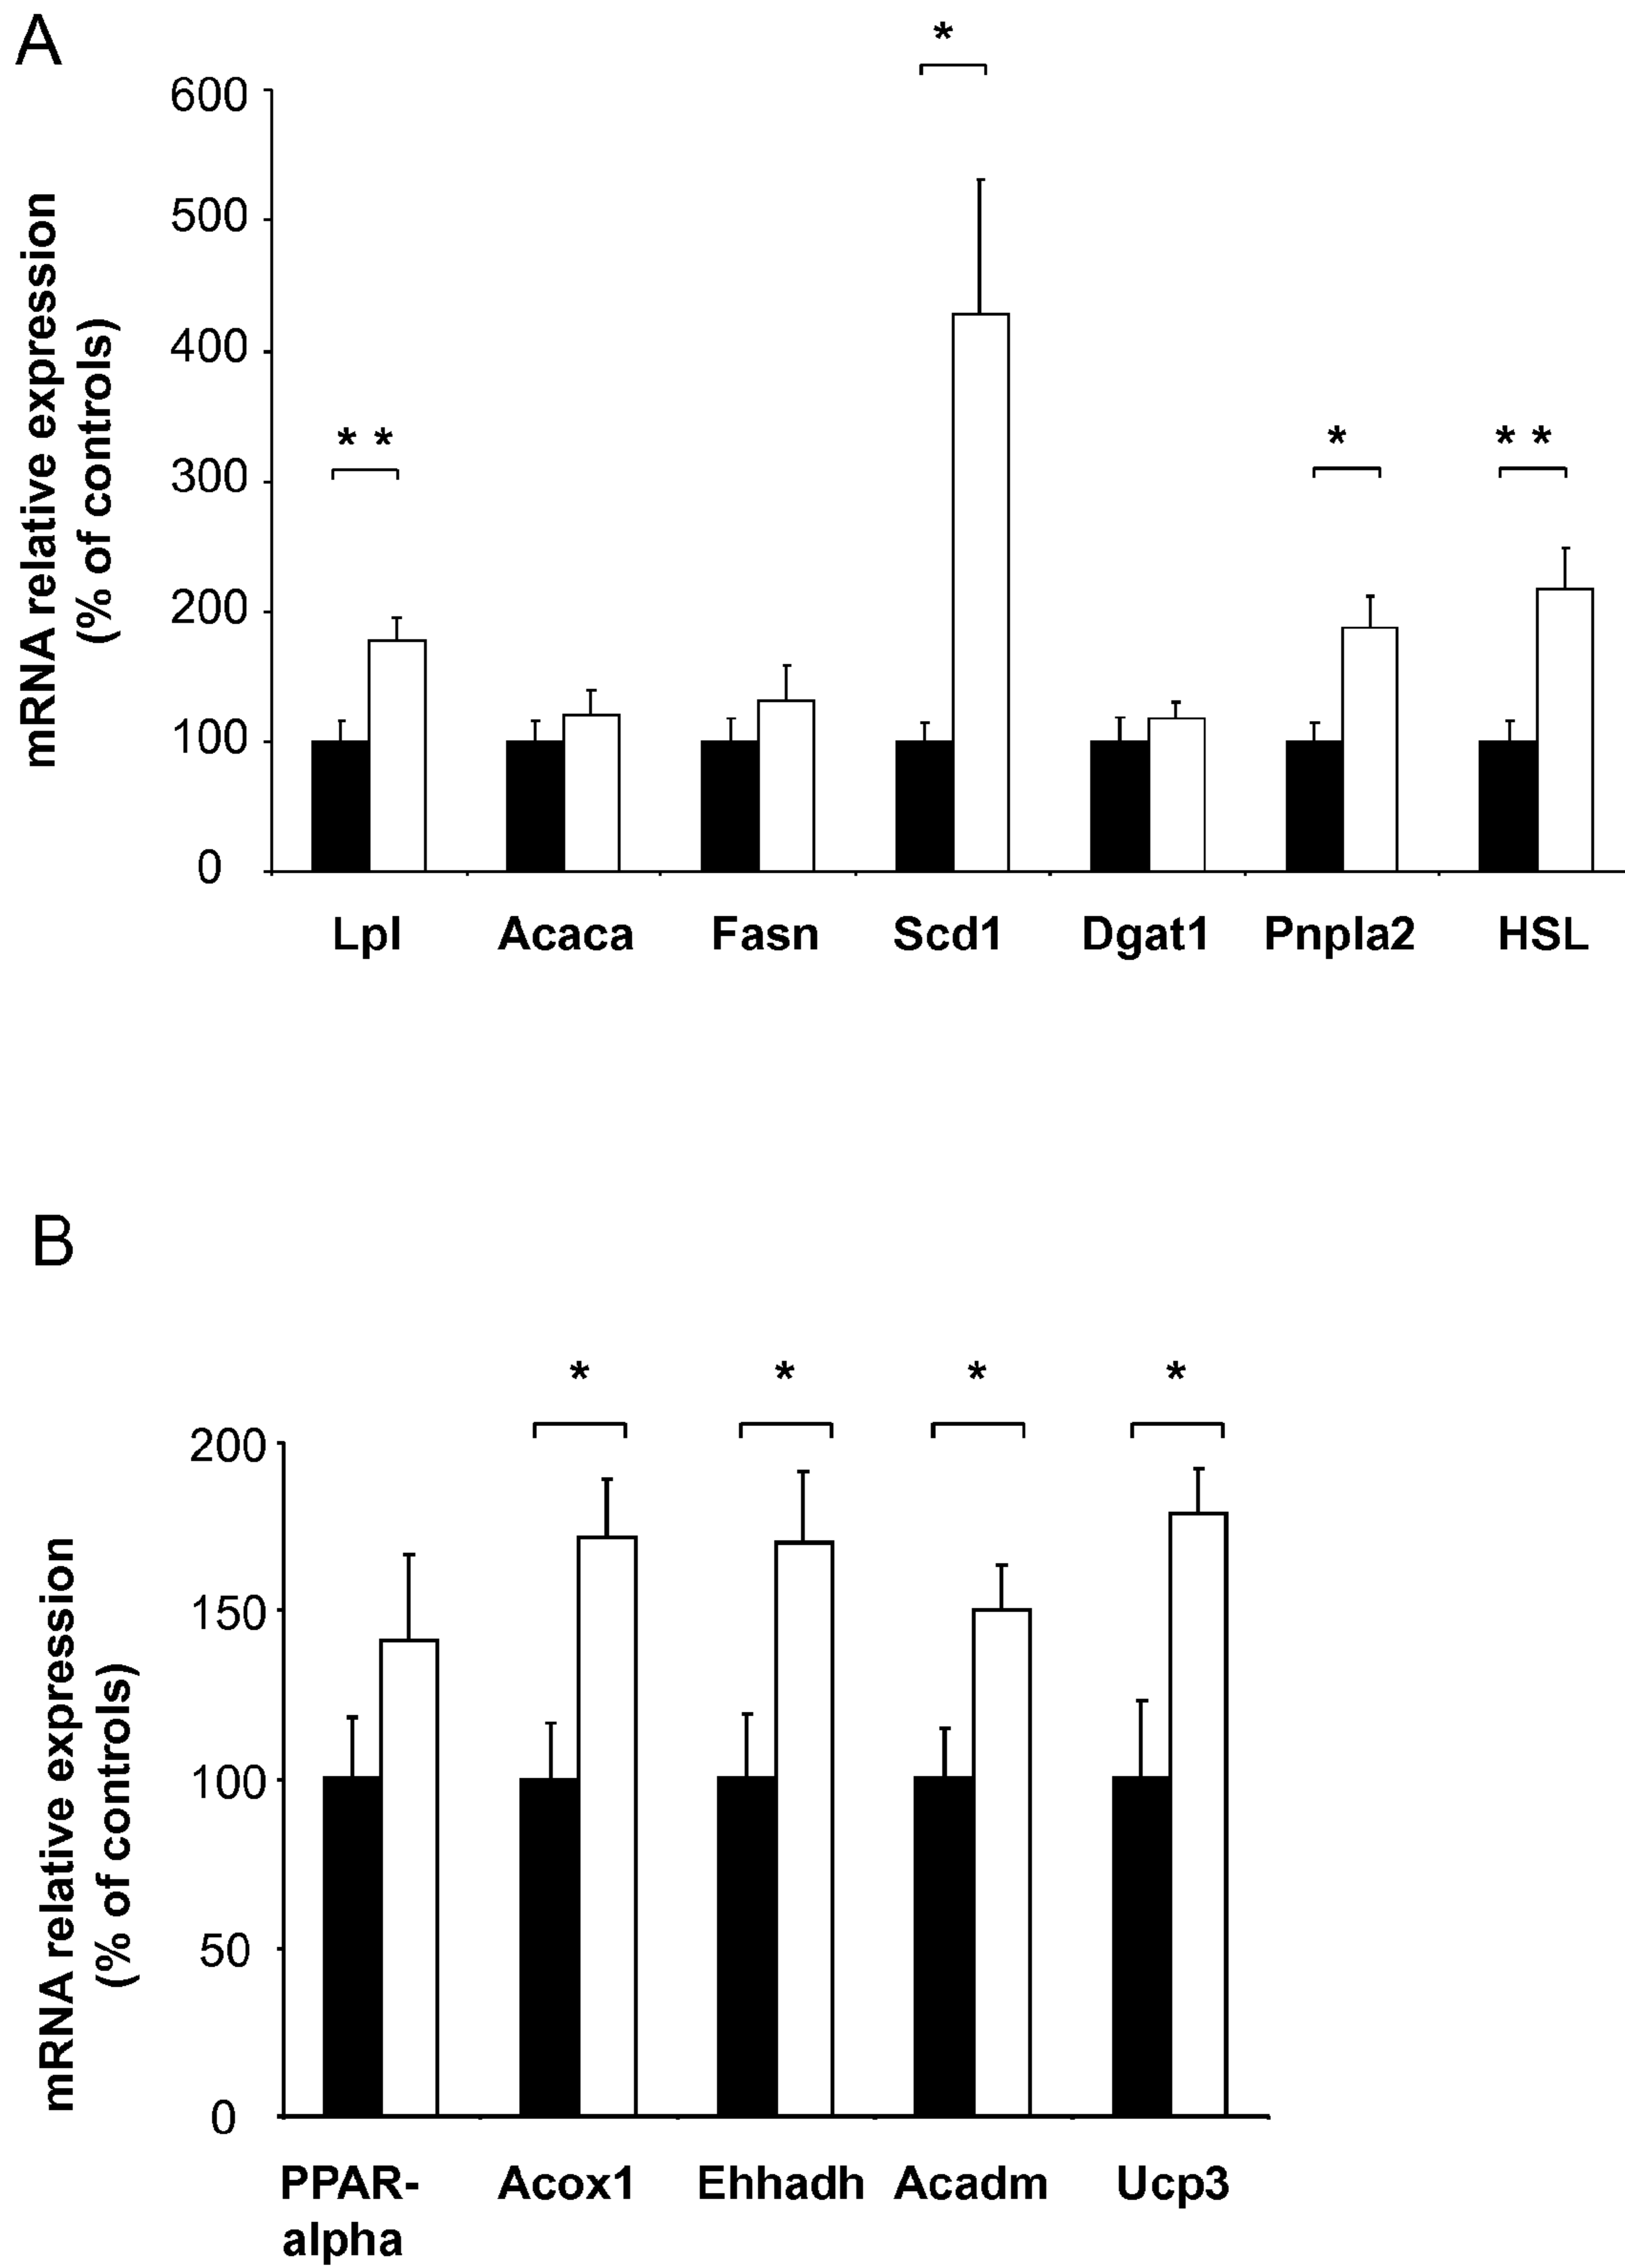 A
*
600
500
400
300
200
100
0
mRNA relative expression
(% of controls)
* *
*
* *
Lpl Acaca Fasn Scd1 Dgat1 Pnpla2 HSL
B
* * * *
200
150
100
50
0
mRNA relative expression
(% of controls)
PPAR-
alpha
Acox1 Ehhadh Acadm Ucp3